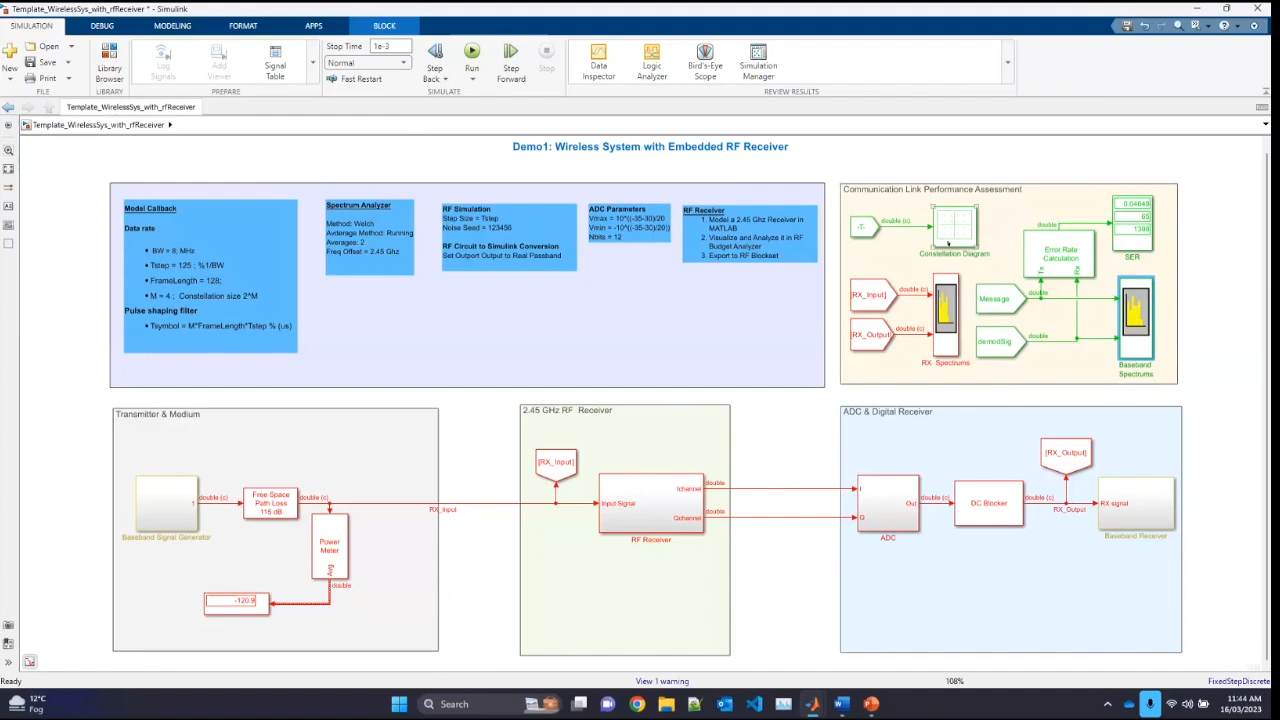 Template_WirelessSys_with_rfReceiver * - Simulink
SIMULATION
DEBUG
MODELING
FORMAT
APPS
BLOCK
New
Open
Save
Print
FILE
Library
Browser
LIBRARY
Log
Signals
Add
Viewer
Signal
Table
PREPARE
Stop Time
1e-3
Normal
Fast Restart
Step
Back
Run
Step
Forward
Stop
SIMULATE
Data
Inspector
Logic
Analyzer
Bird's-Eye
Scope
Simulation
Manager
REVIEW RESULTS
Template_WirelessSys_with_rfReceiver
Template_WirelessSys_with_rfReceiver
Demo1: Wireless System with Embedded RF Receiver
Model Callback
Data rate
• BW = 8; MHz
• Tstep = 125 ; %1/BW
• FrameLength = 128;
• M = 4 ; Constellation size 2^M
Pulse shaping filter
• Tsymbol = M*FrameLength*Tstep % (us)
Spectrum Analyzer
Method: Welch
Averages: 2
Freq Offset = 2.45 Ghz
RF Simulation
Step Size = Tstep
Noise Seed = 123456
RF Circuit to Simulink Conversion
Set Outport Output to Real Passband
ADC Parameters
Vmax = 10^((-35-30)/20
Vmin = -10^((-35-30)/20))
Nbits = 12
RF Receiver
1. Model a 2.45 Ghz Receiver in
MATLAB
2. Visualize and Analyze it in RF
Budget Analyzer
3. Export to RF Blockset
Communication Link Performance Assessment
-T-
double (c)
Constellation Diagram
double
Error Rate
Calculation
Tx
Rx
0.04649
65
1398
SER
[RX_Input]
double (c)
[RX_Output]
double (c)
RX Spectrums
Message
double
demodSig
double
Baseband
Spectrums
Transmitter & Medium
1
Baseband Signal Generator
double (c)
Free Space
Path Loss
115 dB
double (c)
RX_Input
Power
Meter
Avg
double
-120.9
2.45 GHz RF Receiver
[RX_Input]
Input Signal
Ichannel
Qchannel
RF Receiver
double
double
ADC & Digital Receiver
I
Q
Out
ADC
double (c)
DC Blocker
double (c)
[RX_Output]
RX_Output
RX signal
Baseband Receiver
Ready
View 1 warning
108%
FixedStepDiscrete
12°C
Fog
Search
11:44 AM
16/03/2023